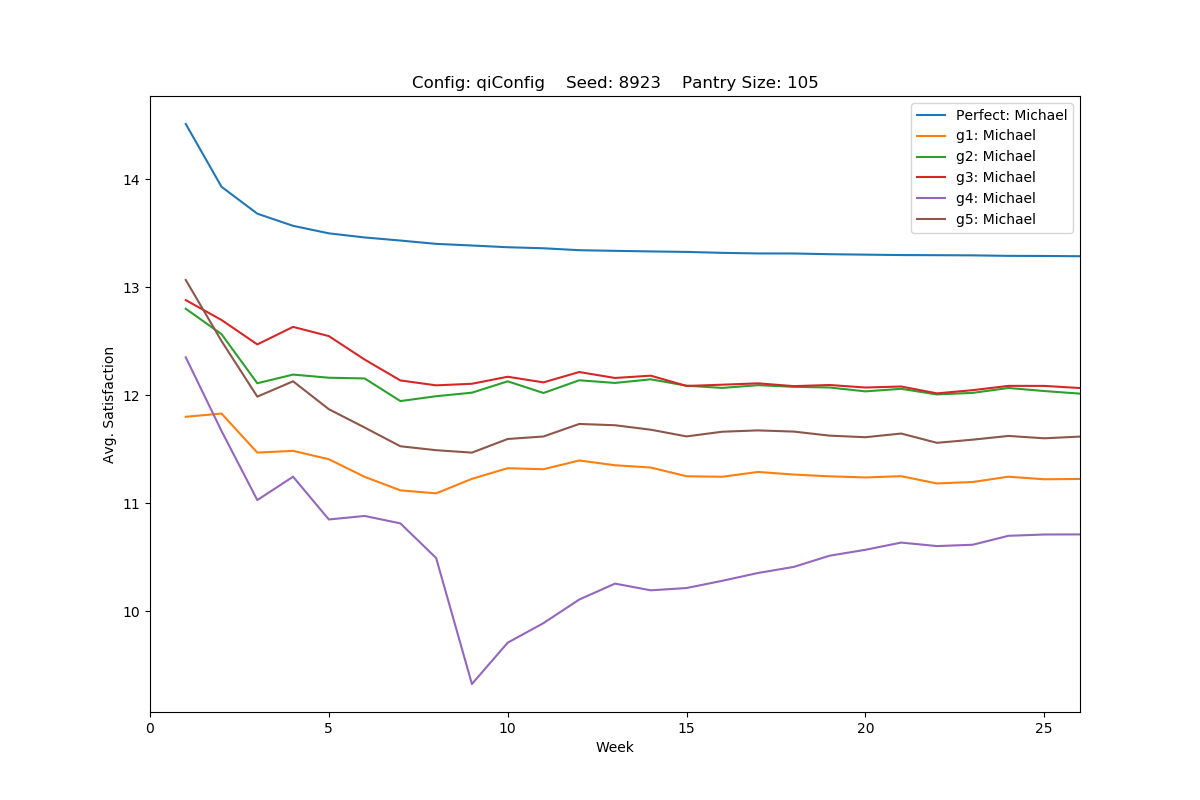 Config: qiConfig    Seed: 8923    Pantry Size: 105
Perfect: Michael
g1: Michael
g2: Michael
g3: Michael
g4: Michael
g5: Michael
14
13
12
11
10
Avg. Satisfaction
0 5 10 15 20 25
Week